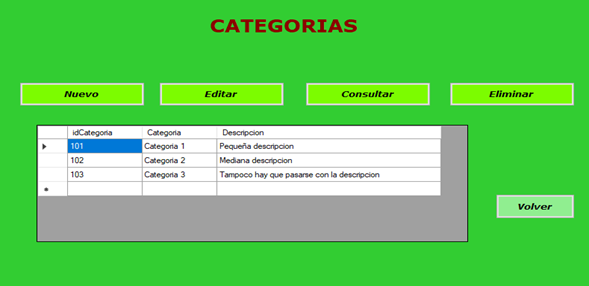 CATEGORIAS
Nuevo Editar Consultar Eliminar
idCategoria Categoria Descripcion
101 Categoria 1 Pequeña descripcion
102 Categoria 2 Mediana descripcion
103 Categoria 3 Tampoco hay que pasarse con la descripcion
Volver